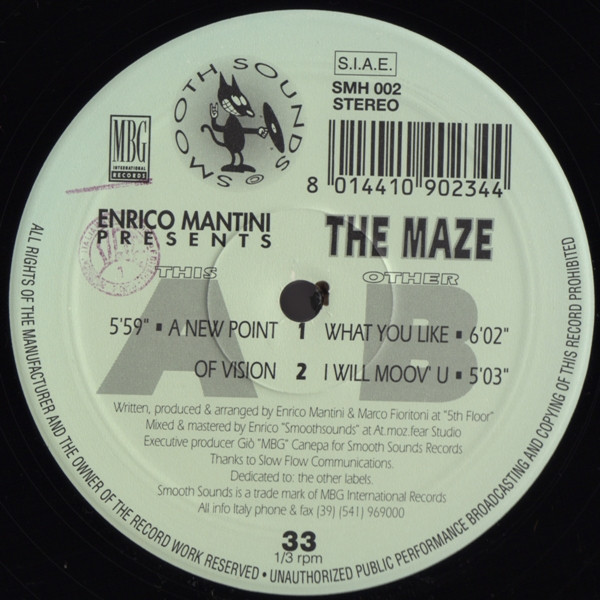 SMOOTH SOUNDS ©
S.I.A.E.
SMH 002
STEREO
MBG
INTERNATIONAL
RECORDS
8 014410 902344
ENRICO MANTINI
PRESENTS
THE MAZE
THIS A
OTHER B
5'59" ▪ A NEW POINT 1 WHAT YOU LIKE ▪ 6'02"
OF VISION 2 I WILL MOOV' U ▪ 5'03"
Written, produced & arranged by Enrico Mantini & Marco Fioritoni at "5th Floor"
Mixed & mastered by Enrico "Smoothsounds" at At.moz.fear Studio
Executive producer Giò "MBG" Canepa for Smooth Sounds Records
Thanks to Slow Flow Communications.
Dedicated to: the other labels.
Smooth Sounds is a trade mark of MBG International Records
All info Italy phone & fax (39) (541) 969000
33
1/3 rpm
ALL RIGHTS OF THE MANUFACTURER AND THE OWNER OF THE RECORD WORK RESERVED • UNAUTHORIZED PUBLIC PERFORMANCE BROADCASTING AND COPYING OF THIS RECORD PROHIBITED